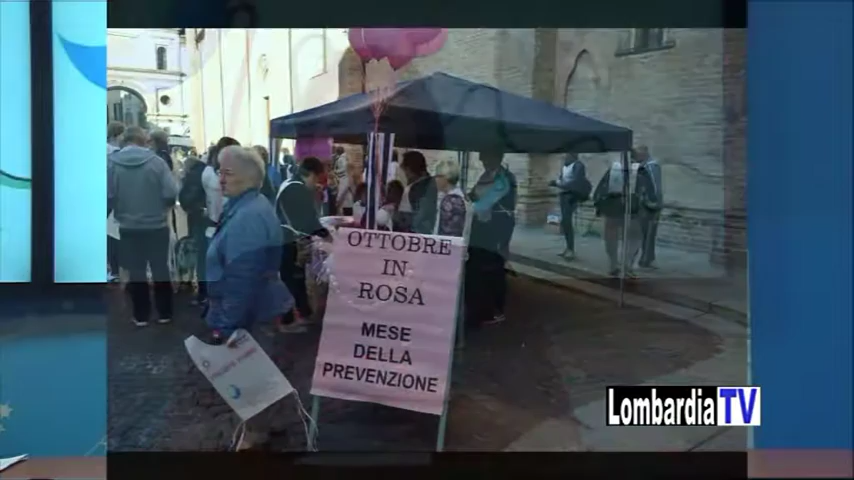 OTTOBRE
IN
ROSA
MESE
DELLA
PREVENZIONE
LombardiaTV